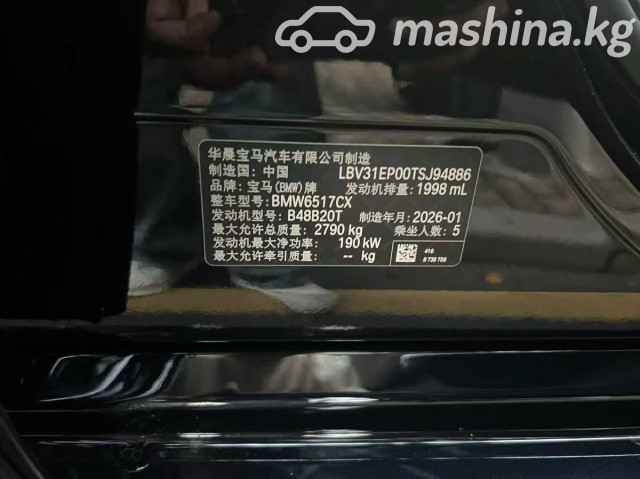 mashina.kg
华晨宝马汽车有限公司制造
制造国: 中国 LBV31EP00TSJ94886
品牌: 宝马(BMW)牌 发动机排量: 1998 mL
整车型号: BMW6517CX
发动机型号: B48B20T 制造年月: 2026-01
最大允许总质量: 2790 kg 乘坐人数: 5
发动机最大净功率: 190 kW
最大允许牵引质量: -- kg
416
8 736 756